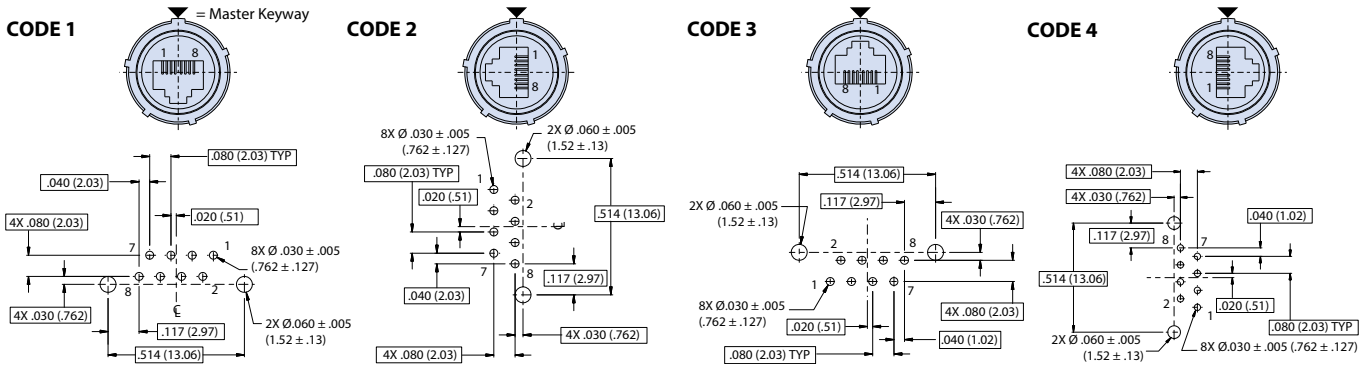 CODE 1
= Master Keyway
1 8
.080 (2.03) TYP
.040 (2.03)
.020 (.51)
4X .080 (2.03)
7
1
8X Ø .030 ± .005
(.762 ± .127)
8
2
4X .030 (.762)
.117 (2.97)
2X Ø.060 ± .005
(1.52 ± .13)
.514 (13.06)
CODE 2
1
8
8X Ø .030 ± .005
(.762 ± .127)
2X Ø .060 ± .005
(1.52 ± .13)
.080 (2.03) TYP
1
.020 (.51)
2
.514 (13.06)
7
8
.117 (2.97)
.040 (2.03)
4X .030 (.762)
4X .080 (2.03)
CODE 3
8 1
.514 (13.06)
2X Ø .060 ± .005
(1.52 ± .13)
.117 (2.97)
4X .030 (.762)
2
8
1
7
8X Ø.030 ± .005
(.762 ± .127)
4X .080 (2.03)
.020 (.51)
.040 (1.02)
.080 (2.03) TYP
CODE 4
8
1
4X .080 (2.03)
4X .030 (.762)
.040 (1.02)
.117 (2.97)
8
7
.514 (13.06)
2
1
.020 (.51)
.080 (2.03) TYP
2X Ø .060 ± .005
(1.52 ± .13)
8X Ø.030 ± .005 (.762 ± .127)